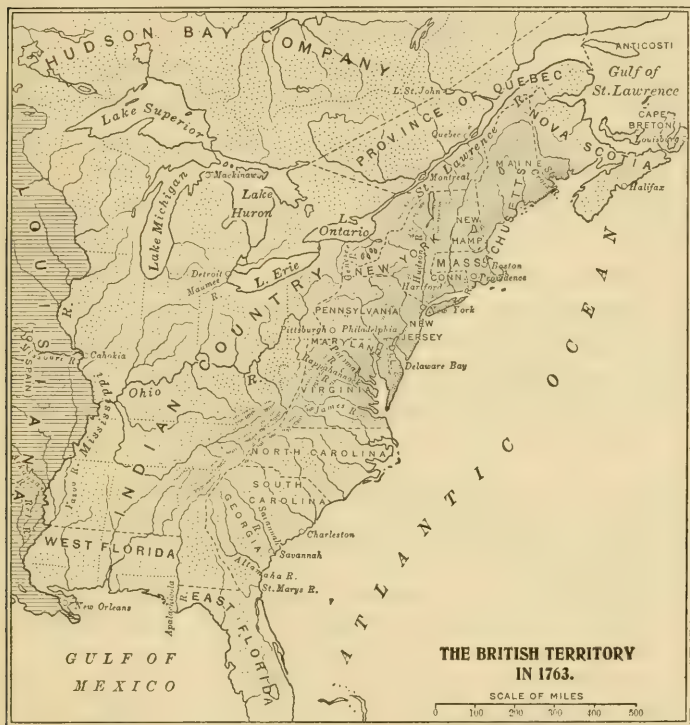 HUDSON BAY COMPANY
ANTICOSTI
Gulf of
St. Lawrence
L. St. John
PROVINCE OF QUEBEC
CAPE
BRETON
Louisburg
Lake Superior
Quebec
NOVA SCOTIA
St. Lawrence R.
MAINE
Mackinaw
Montreal
Halifax
Lake Michigan
Lake
Huron
L.
Ontario
NEW
HAMP.
MASSACHUSETTS
NEW YORK
Hudson R.
Genesee
MASS.
Boston
CONN.
Providence
Hartford
Detroit
Maumee
R.
L. Erie
LOUISIANA
(TO SPAIN)
PENNSYLVANIA
New York
Pittsburgh
Philadelphia
NEW
JERSEY
MARYLAND
Delaware Bay
Potomac
Rappahannock
VIRGINIA
James R.
Cahokia
Ohio
R.
Mississippi
R.
INDIAN COUNTRY
NORTH CAROLINA
SOUTH
CAROLINA
Yazoo R.
GEORGIA
Savannah
R.
Charleston
Savannah
WEST FLORIDA
Altamaha R.
St. Marys R.
EAST FLORIDA
Apalachicola
R.
New Orleans
GULF OF
MEXICO
ATLANTIC OCEAN
THE BRITISH TERRITORY
IN 1763.
SCALE OF MILES
0 100 200 300 400 500